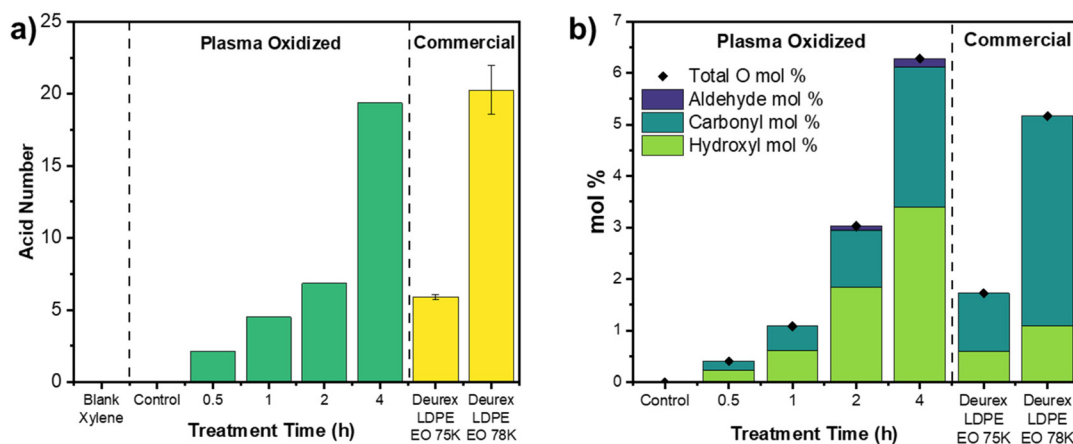 a)
25
20
15
10
5
0
Acid Number
Plasma Oxidized
Commercial
Blank
Xylene
Control
0.5
1
2
4
Deurex
LDPE
EO 75K
Deurex
LDPE
EO 78K
Treatment Time (h)
b)
7
6
5
4
3
2
1
0
mol %
Plasma Oxidized
Commercial
Total O mol %
Aldehyde mol %
Carbonyl mol %
Hydroxyl mol %
Control
0.5
1
2
4
Deurex
LDPE
EO 75K
Deurex
LDPE
EO 78K
Treatment Time (h)